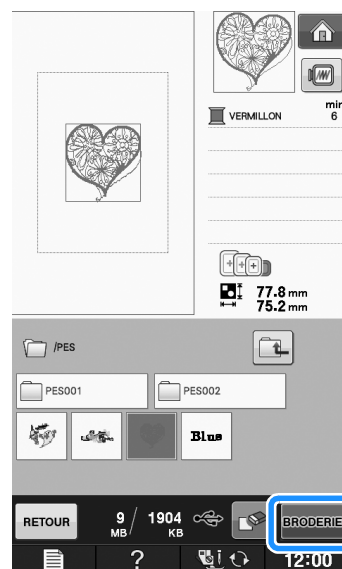 VERMILLON
min
6
77.8 mm
75.2 mm
/PES
PES001
PES002
Blus
RETOUR
9 MB / 1904 KB
BRODERIE
?
12:00